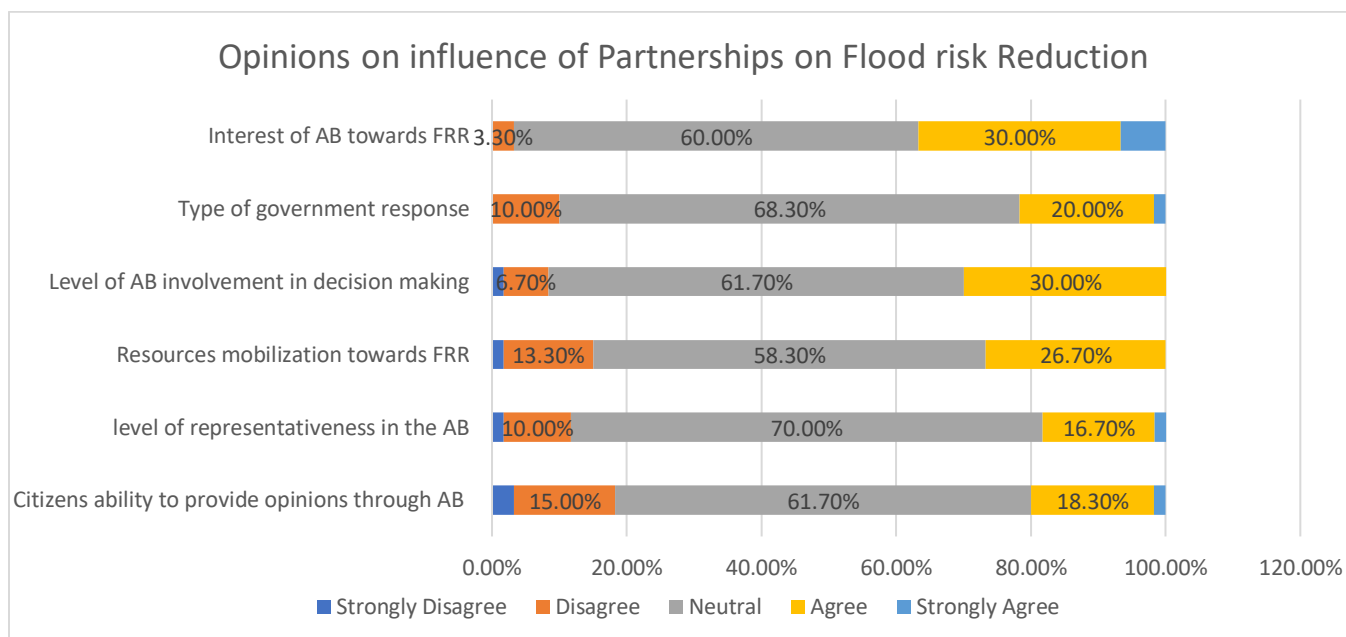 Opinions on influence of Partnerships on Flood risk Reduction
Interest of AB towards FRR 3.30% 60.00% 30.00%
Type of government response 10.00% 68.30% 20.00%
Level of AB involvement in decision making 6.70% 61.70% 30.00%
Resources mobilization towards FRR 13.30% 58.30% 26.70%
level of representativeness in the AB 10.00% 70.00% 16.70%
Citizens ability to provide opinions through AB 15.00% 61.70% 18.30%
0.00% 20.00% 40.00% 60.00% 80.00% 100.00% 120.00%
Strongly Disagree Disagree Neutral Agree Strongly Agree